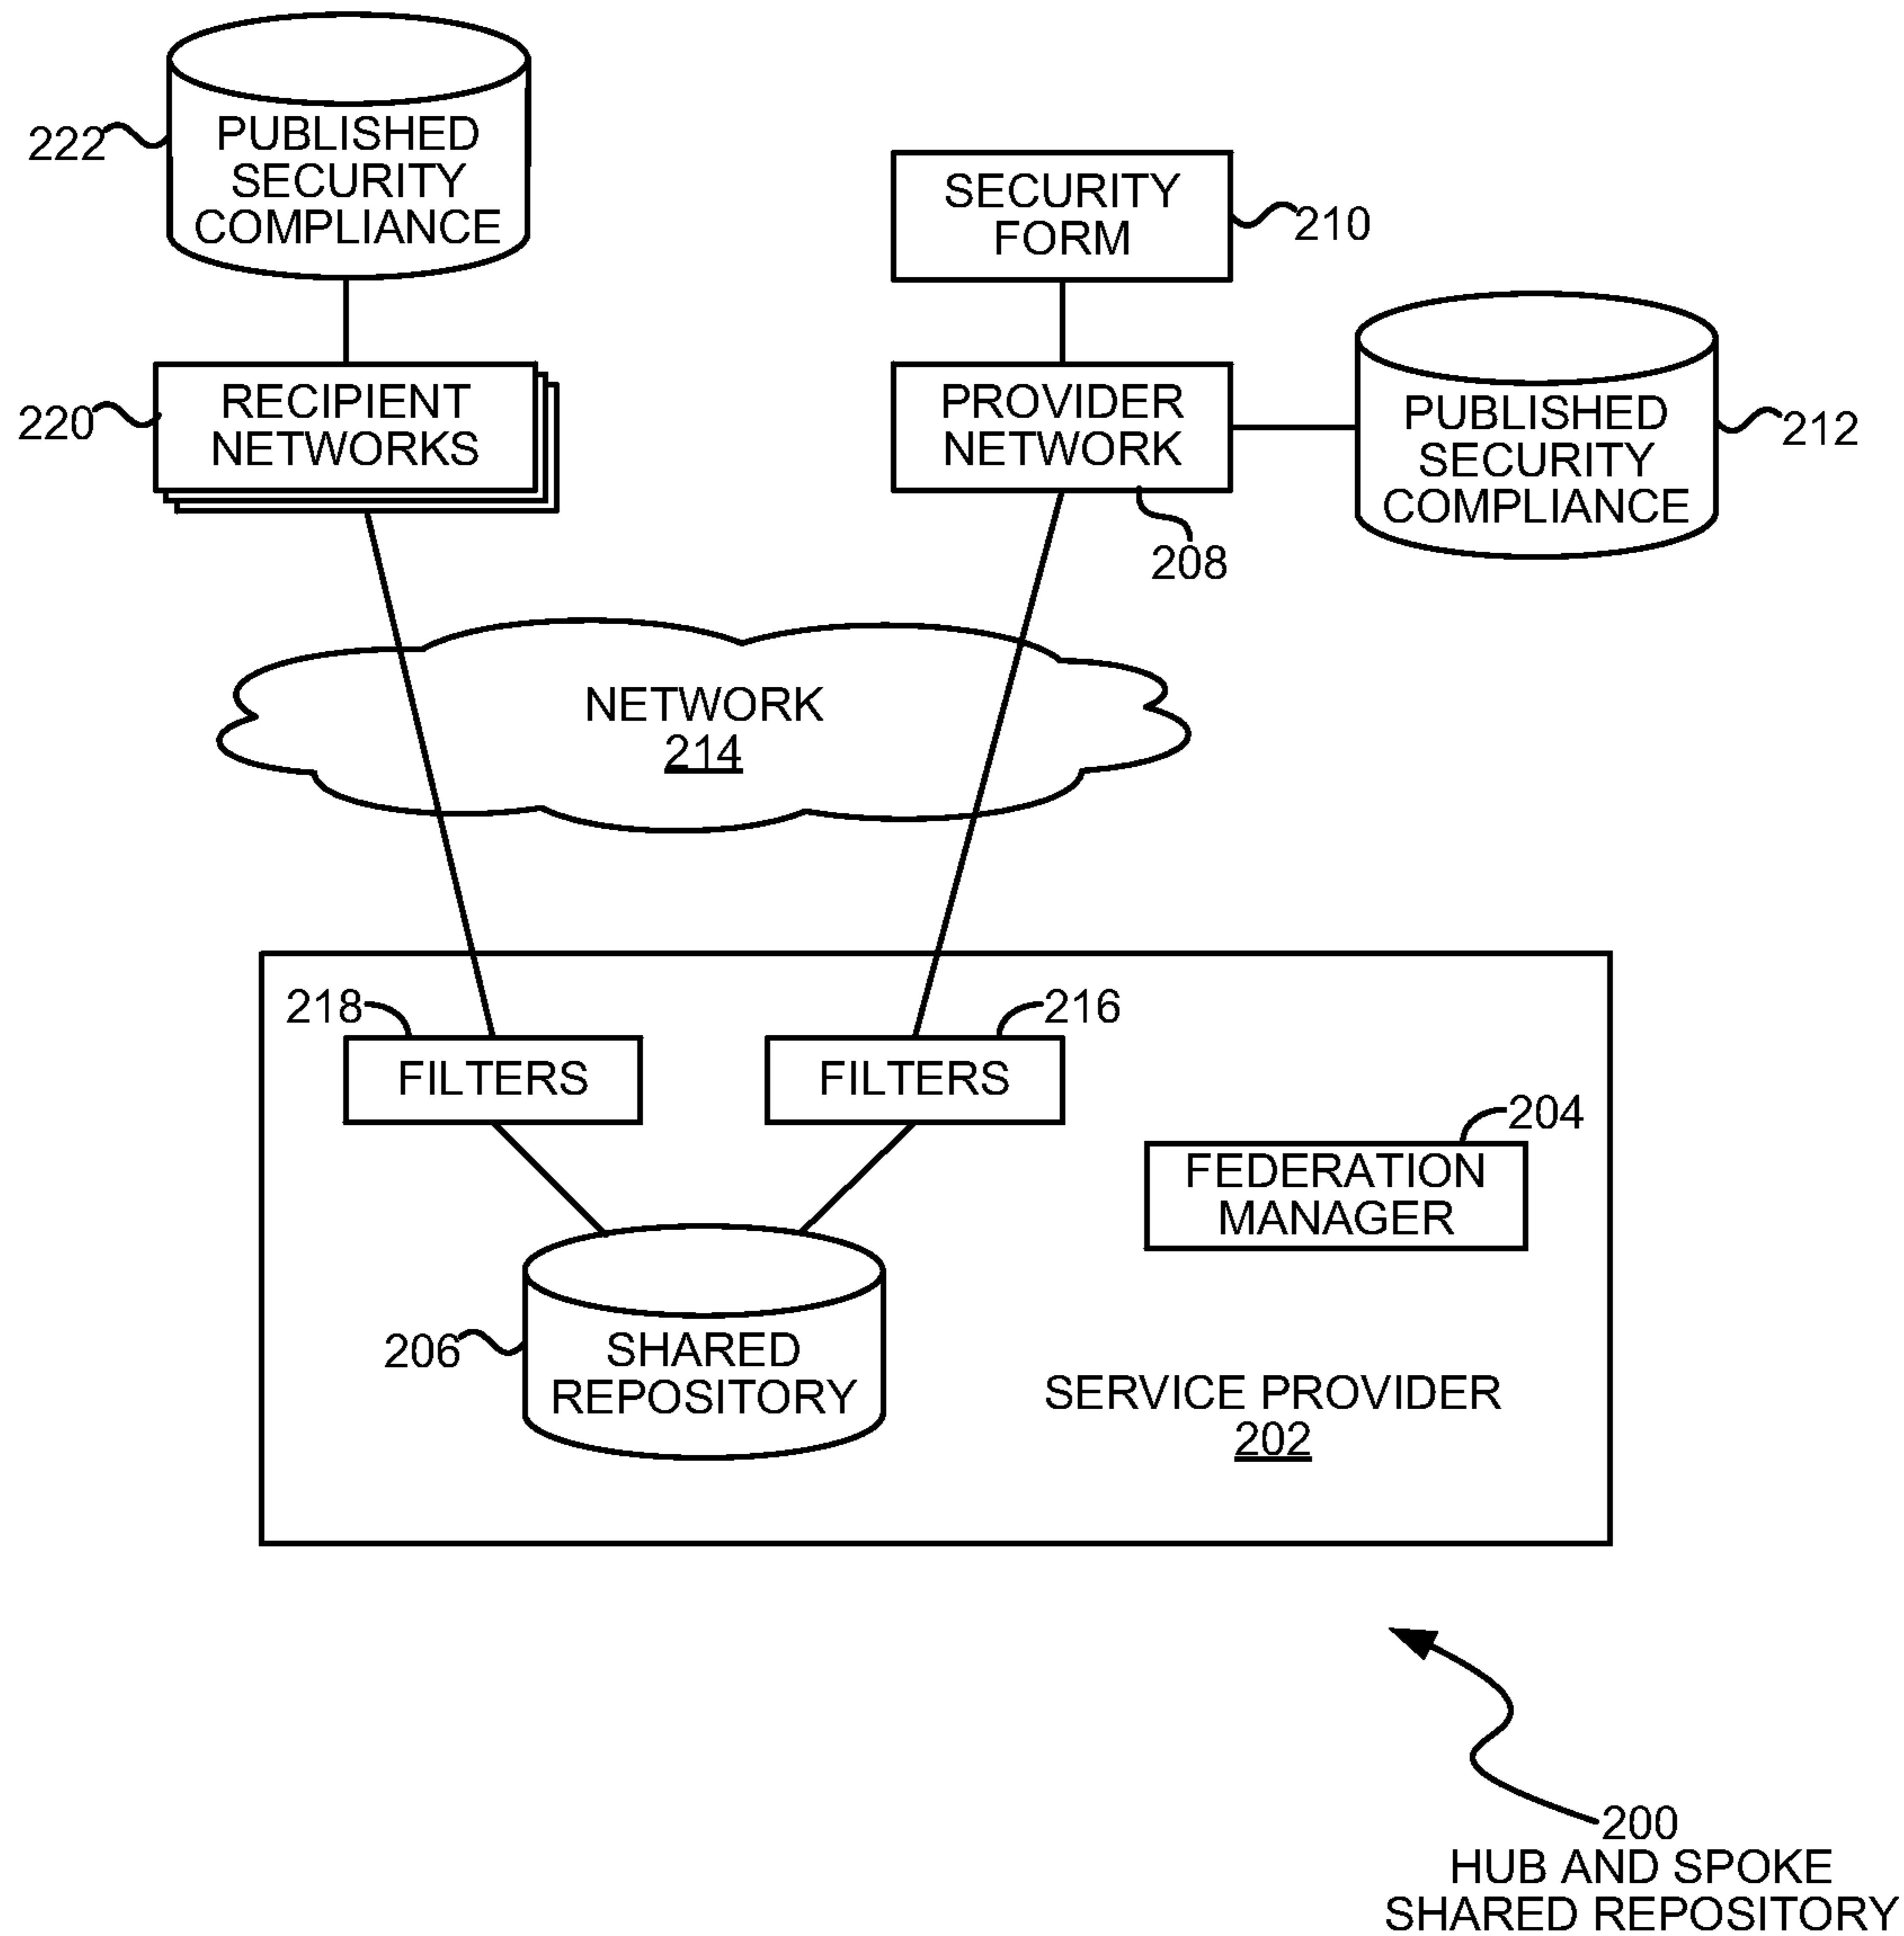 PUBLISHED
SECURITY
COMPLIANCE
222
SECURITY
FORM
210
RECIPIENT
NETWORKS
220
PROVIDER
NETWORK
208
PUBLISHED
SECURITY
COMPLIANCE
212
NETWORK
214
218
FILTERS
216
FILTERS
204
FEDERATION
MANAGER
206
SHARED
REPOSITORY
SERVICE PROVIDER
202
200
HUB AND SPOKE
SHARED REPOSITORY